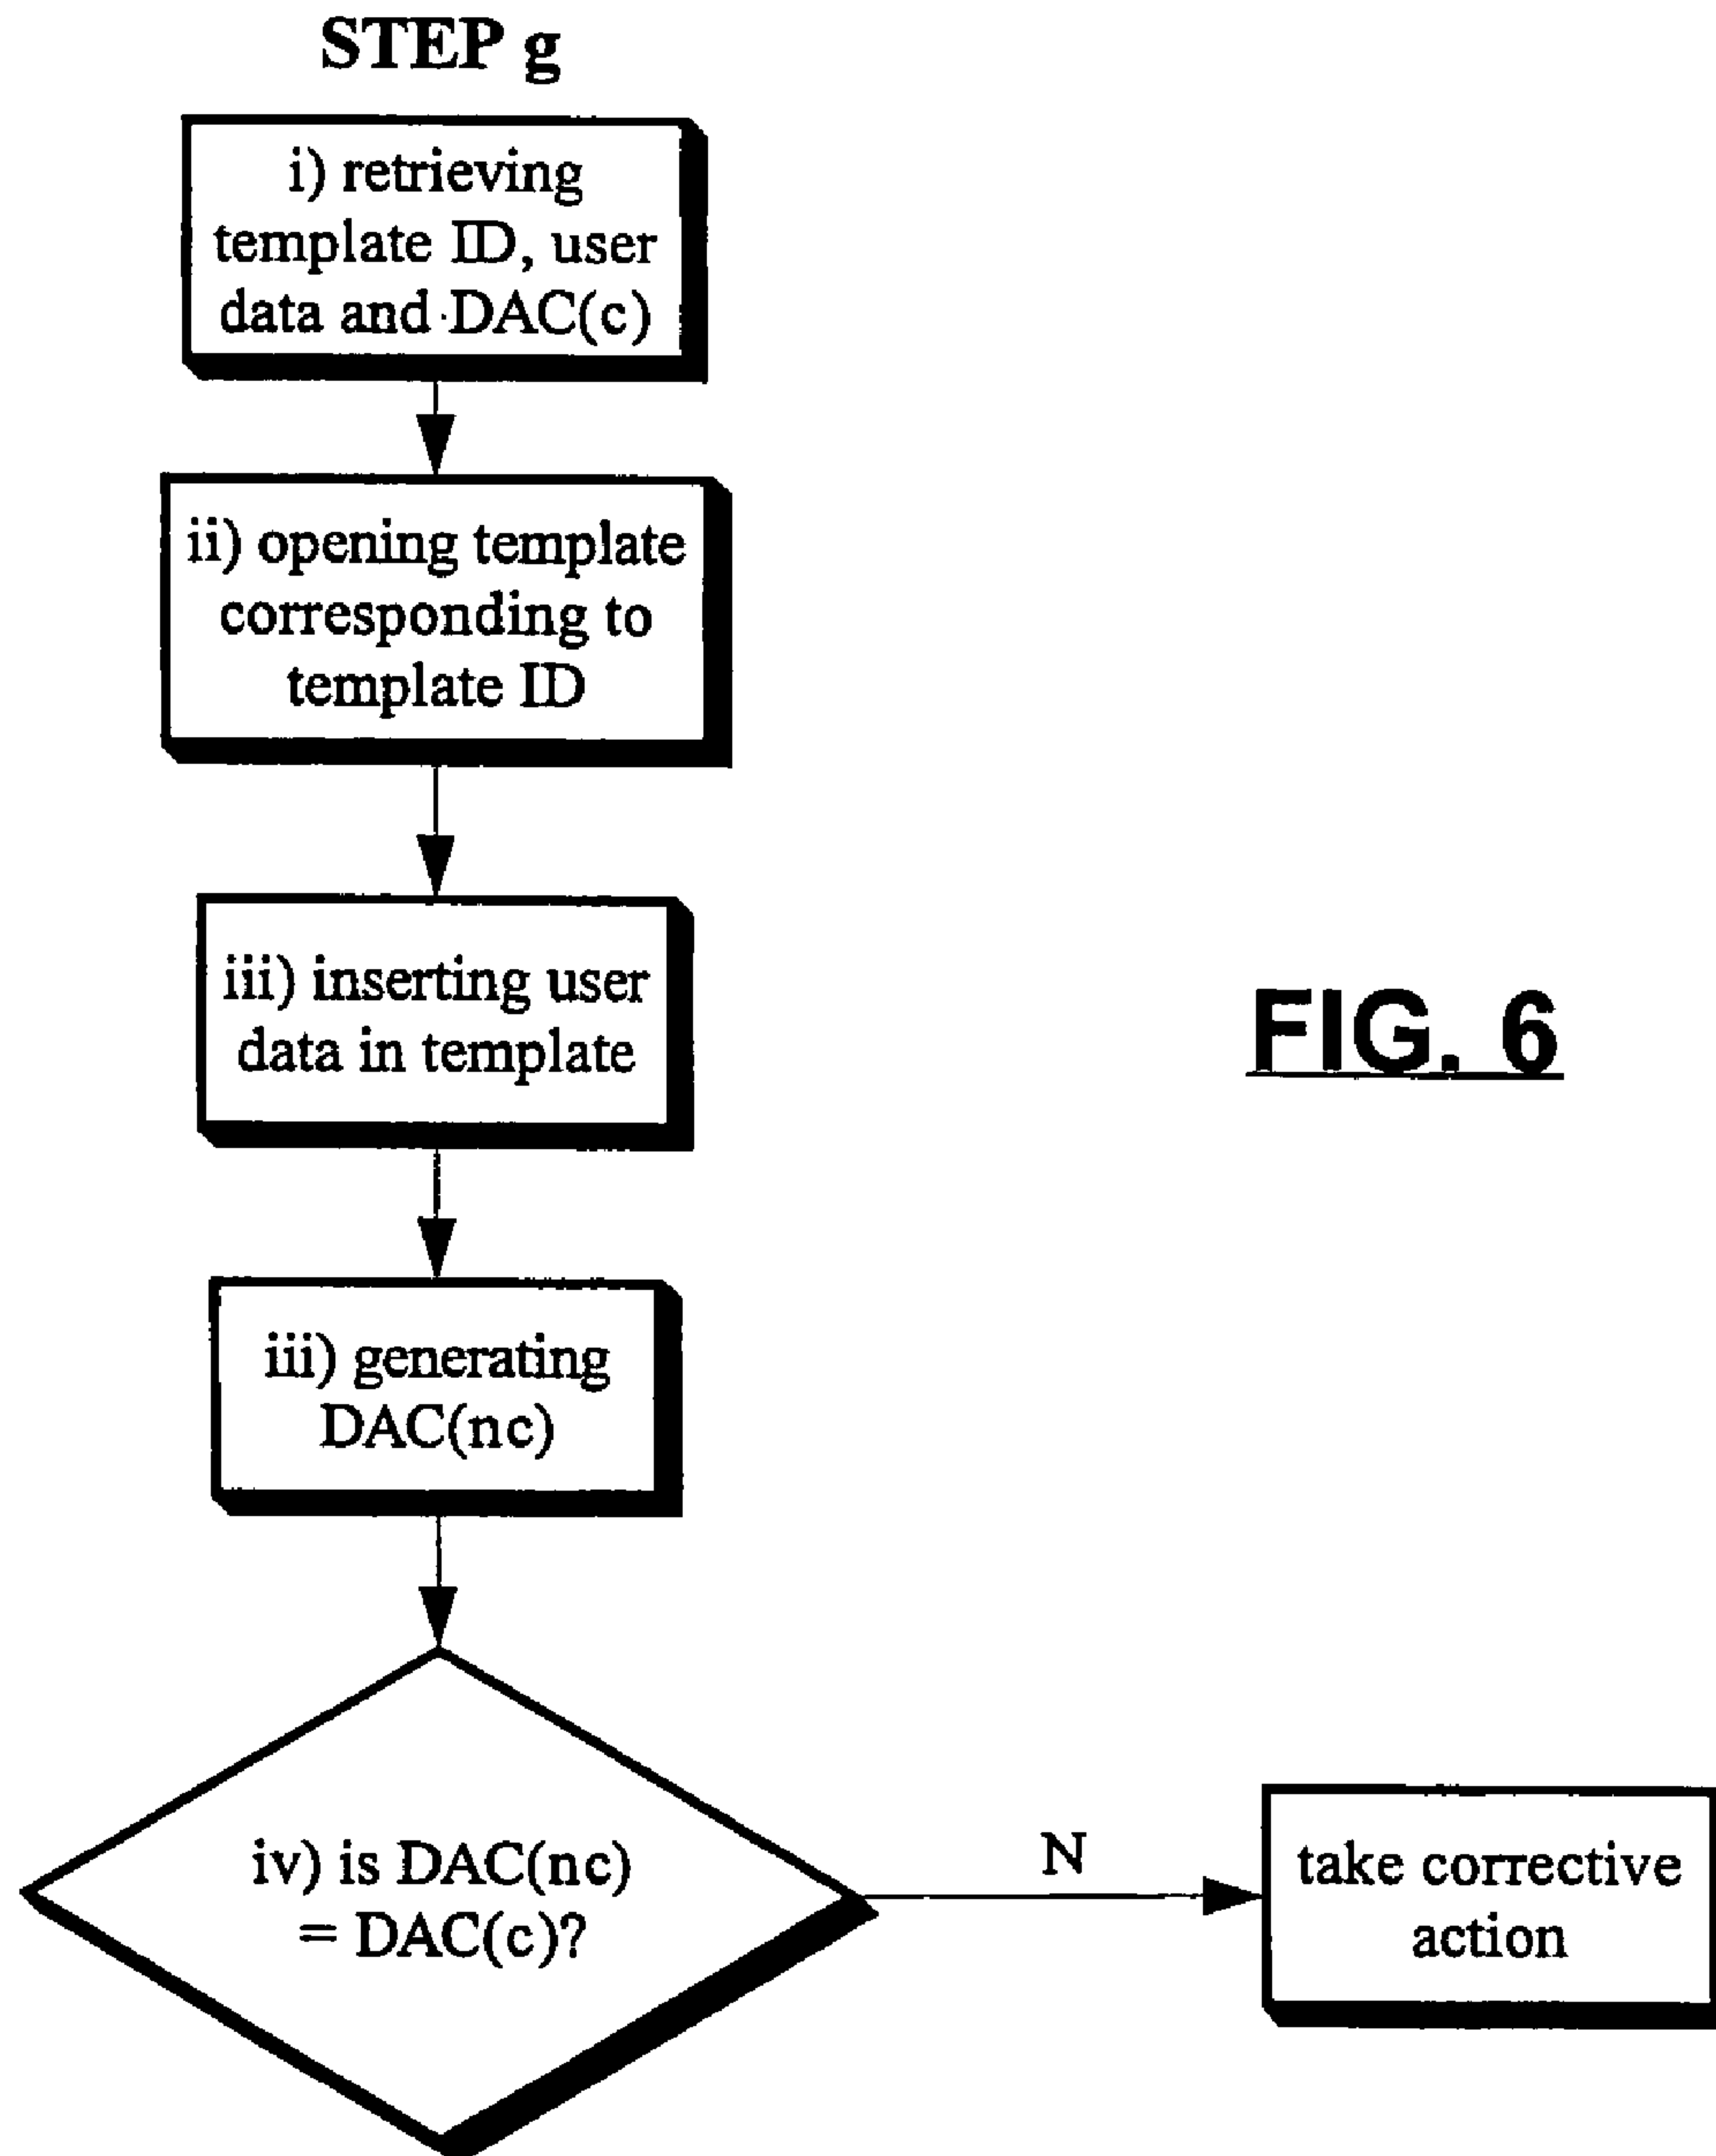 STEP g
i) retrieving
template ID, user
data and DAC(c)
ii) opening template
corresponding to
template ID
iii) inserting user
data in template
FIG. 6
iii) generating
DAC(nc)
iv) is DAC(nc)
= DAC(c)?
N
take corrective
action